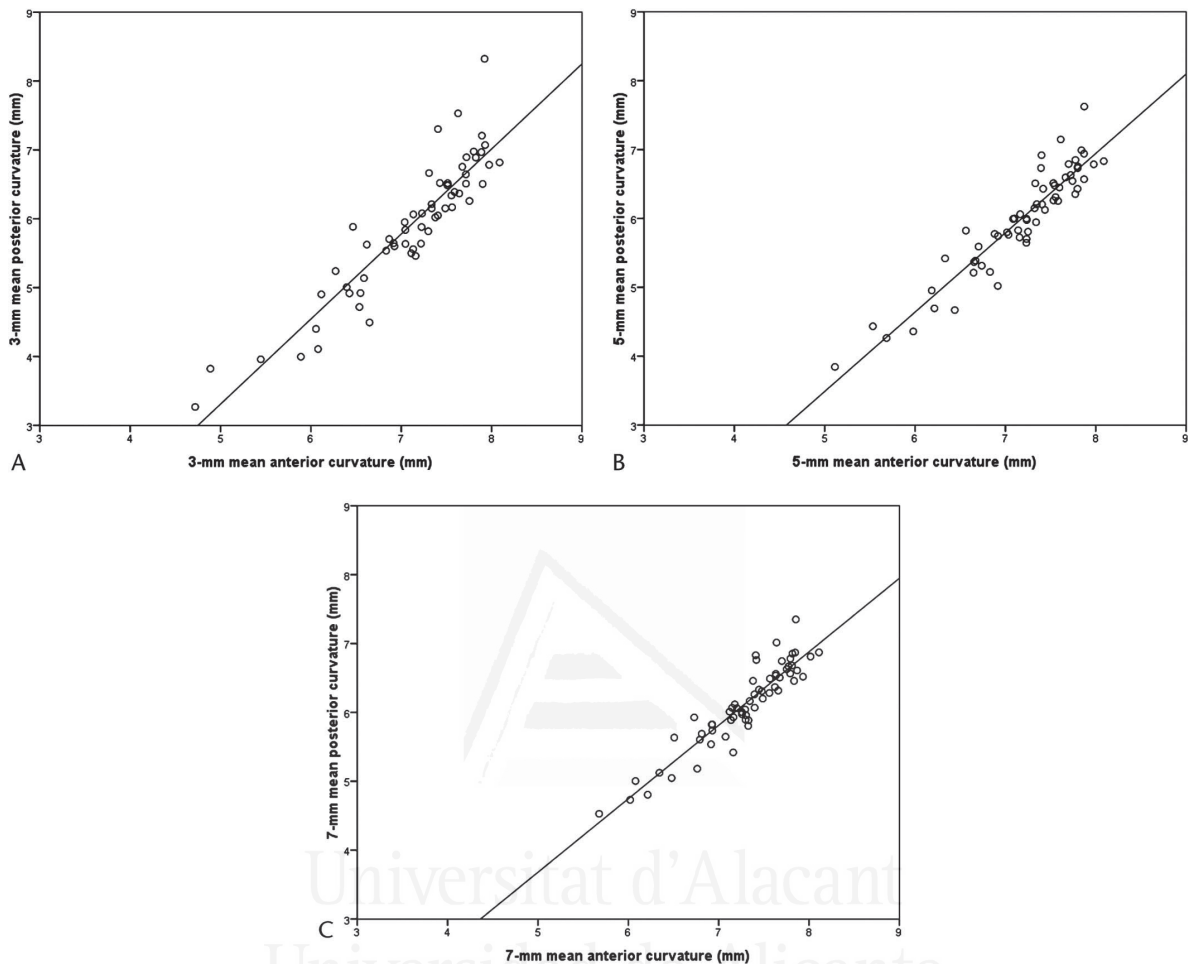 9
8
7
6
5
4
3
3-mm mean posterior curvature (mm)
3 4 5 6 7 8 9
3-mm mean anterior curvature (mm)
A
9
8
7
6
5
4
3
5-mm mean posterior curvature (mm)
3 4 5 6 7 8 9
5-mm mean anterior curvature (mm)
B
9
8
7
6
5
4
3
7-mm mean posterior curvature (mm)
3 4 5 6 7 8 9
7-mm mean anterior curvature (mm)
C
Universitat d'Alacant
Universidad de Alicante